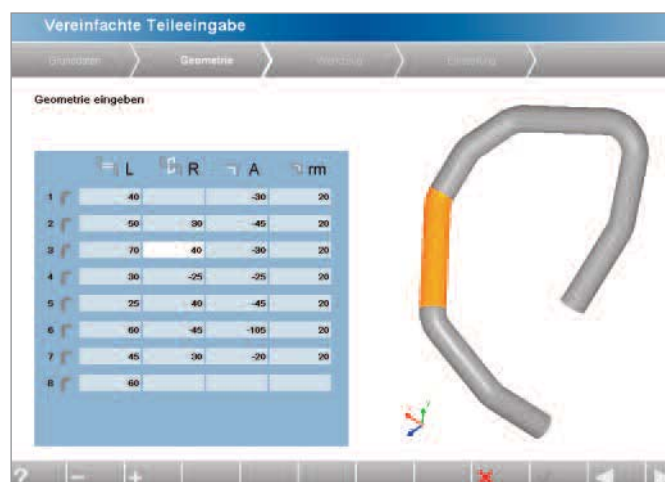 Vereinfachte Teileeingabe
Grunddaten Geometrie Werkzeug
Geometrie eingeben
L R A rm
1 40 -30 20
2 50 30 -45 20
3 70 40 -30 20
4 30 -25 -25 20
5 25 40 -45 20
6 60 -45 -105 20
7 45 30 -20 20
8 60
? − +